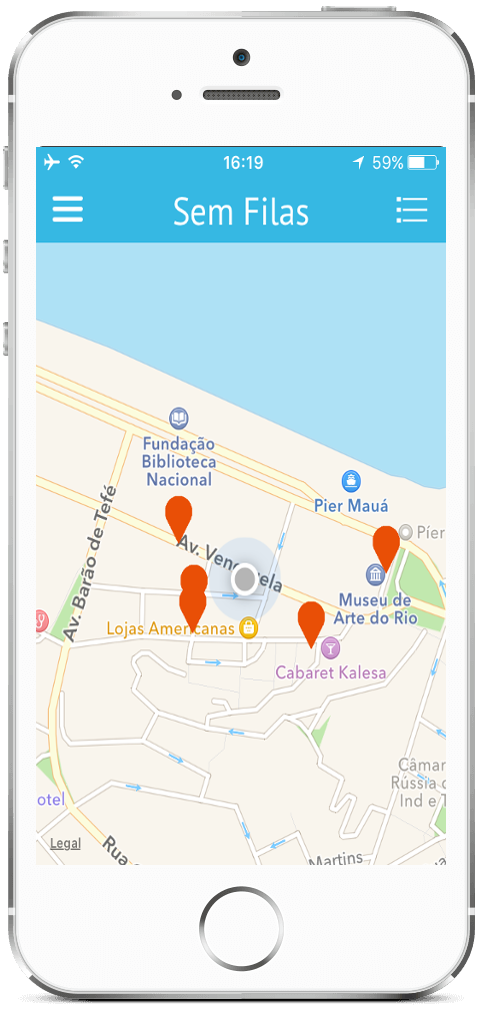 16:19
59%
Sem Filas
Fundação
Biblioteca
Nacional
Pier Mauá
Píer
Av. Barão de Tefé
Av. Venezuela
Museu de
Arte do Rio
Lojas Americanas
Cabaret Kalesa
Câmar
Rússia
Ind e T
otel
Legal
Rua
Martins